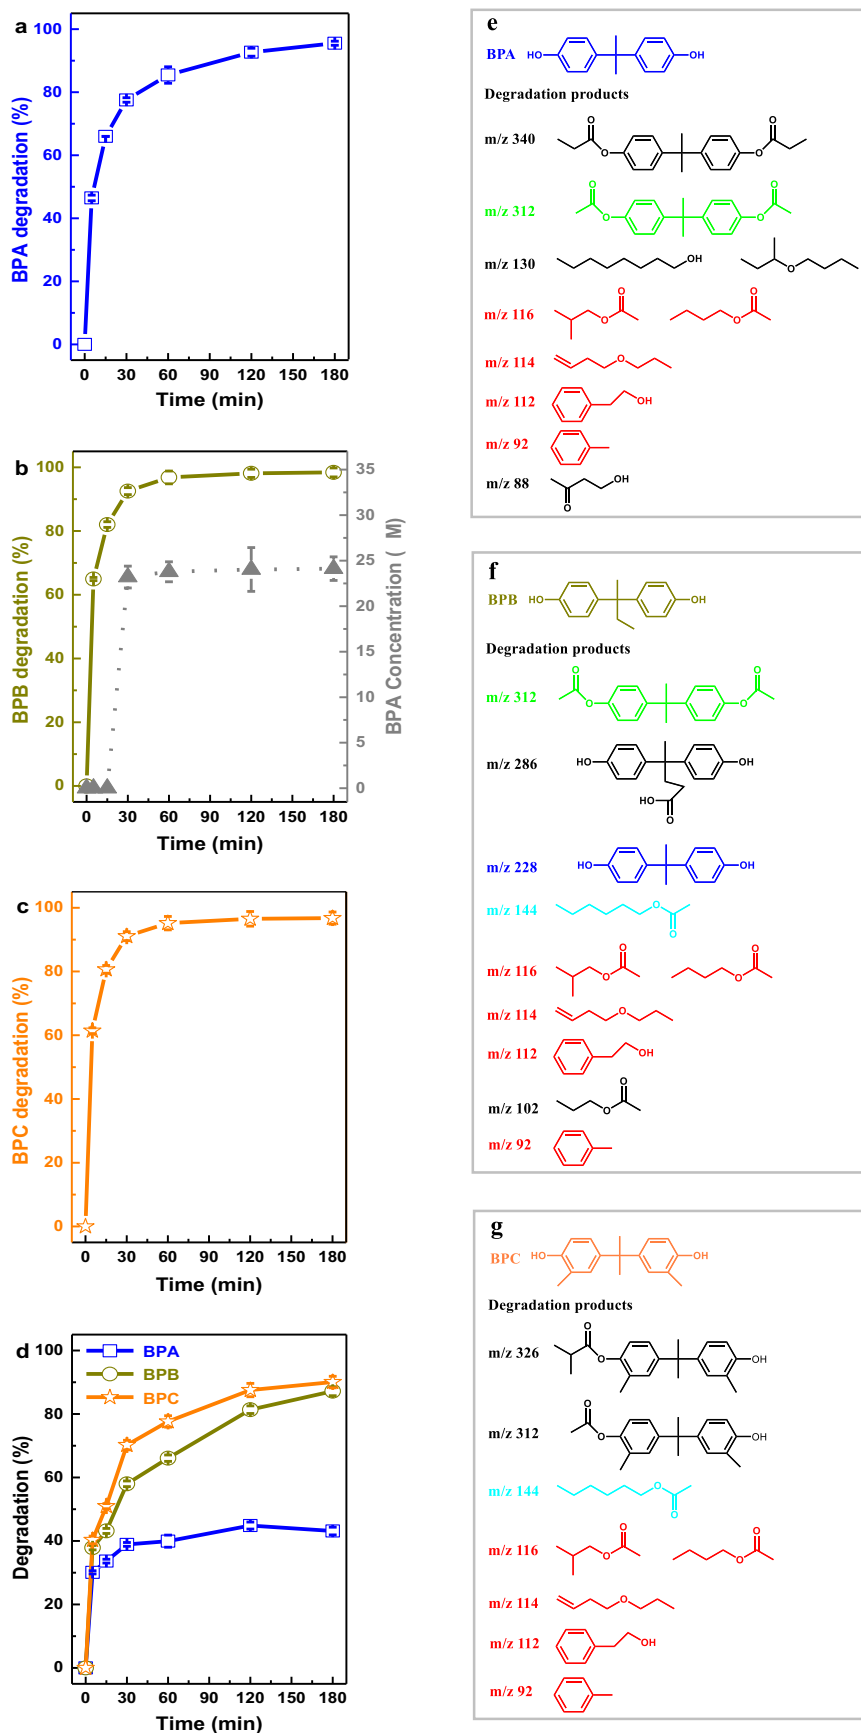 a
100
80
60
40
20
0
BPA degradation (%)
0 30 60 90 120 150 180
Time (min)
b
100
80
60
40
20
0
BPB degradation (%)
35
30
25
20
15
10
5
0
BPA Concentration ( M)
0 30 60 90 120 150 180
Time (min)
c
100
80
60
40
20
0
BPC degradation (%)
0 30 60 90 120 150 180
Time (min)
d
BPA
BPB
BPC
100
80
60
40
20
0
Degradation (%)
0 30 60 90 120 150 180
Time (min)
e
BPA HO OH
Degradation products
m/z 340 O O O O
m/z 312 O O O O
m/z 130 OH O
m/z 116 O O O O
m/z 114 O
m/z 112 OH
m/z 92
m/z 88 OH O
f
BPB HO OH
Degradation products
m/z 312 O O O O
m/z 286 HO OH
HO O
m/z 228 HO OH
m/z 144 O O
m/z 116 O O O O
m/z 114 O
m/z 112 OH
m/z 102 O O
m/z 92
g
BPC HO OH
Degradation products
m/z 326 O O OH
m/z 312 O O OH
m/z 144 O O
m/z 116 O O O O
m/z 114 O
m/z 112 OH
m/z 92